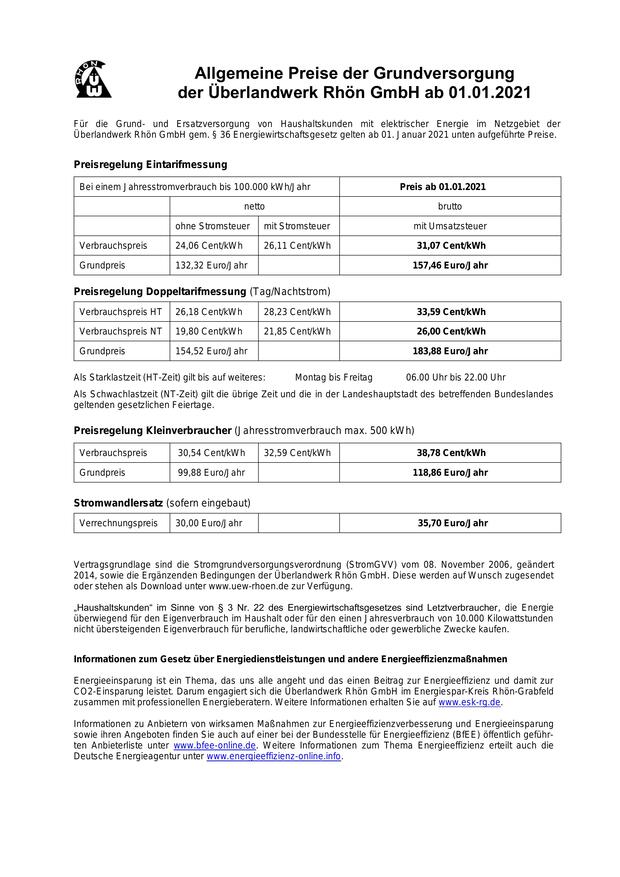 RHÖN
ÜW
Allgemeine Preise der Grundversorgung
der Überlandwerk Rhön GmbH ab 01.01.2021
Für die Grund- und Ersatzversorgung von Haushaltskunden mit elektrischer Energie im Netzgebiet der
Überlandwerk Rhön GmbH gem. § 36 Energiewirtschaftsgesetz gelten ab 01. Januar 2021 unten aufgeführte Preise.
Preisregelung Eintarifmessung
Bei einem Jahresstromverbrauch bis 100.000 kWh/Jahr Preis ab 01.01.2021
netto brutto
ohne Stromsteuer mit Stromsteuer mit Umsatzsteuer
Verbrauchspreis 24,06 Cent/kWh 26,11 Cent/kWh 31,07 Cent/kWh
Grundpreis 132,32 Euro/Jahr 157,46 Euro/Jahr
Preisregelung Doppeltarifmessung (Tag/Nachtstrom)
Verbrauchspreis HT 26,18 Cent/kWh 28,23 Cent/kWh 33,59 Cent/kWh
Verbrauchspreis NT 19,80 Cent/kWh 21,85 Cent/kWh 26,00 Cent/kWh
Grundpreis 154,52 Euro/Jahr 183,88 Euro/Jahr
Als Starklastzeit (HT-Zeit) gilt bis auf weiteres: Montag bis Freitag 06.00 Uhr bis 22.00 Uhr
Als Schwachlastzeit (NT-Zeit) gilt die übrige Zeit und die in der Landeshauptstadt des betreffenden Bundeslandes
geltenden gesetzlichen Feiertage.
Preisregelung Kleinverbraucher (Jahresstromverbrauch max. 500 kWh)
Verbrauchspreis 30,54 Cent/kWh 32,59 Cent/kWh 38,78 Cent/kWh
Grundpreis 99,88 Euro/Jahr 118,86 Euro/Jahr
Stromwandlersatz (sofern eingebaut)
Verrechnungspreis 30,00 Euro/Jahr 35,70 Euro/Jahr
Vertragsgrundlage sind die Stromgrundversorgungsverordnung (StromGVV) vom 08. November 2006, geändert
2014, sowie die Ergänzenden Bedingungen der Überlandwerk Rhön GmbH. Diese werden auf Wunsch zugesendet
oder stehen als Download unter www.uew-rhoen.de zur Verfügung.
„Haushaltskunden“ im Sinne von § 3 Nr. 22 des Energiewirtschaftsgesetzes sind Letztverbraucher, die Energie
überwiegend für den Eigenverbrauch im Haushalt oder für den einen Jahresverbrauch von 10.000 Kilowattstunden
nicht übersteigenden Eigenverbrauch für berufliche, landwirtschaftliche oder gewerbliche Zwecke kaufen.
Informationen zum Gesetz über Energiedienstleistungen und andere Energieeffizienzmaßnahmen
Energieeinsparung ist ein Thema, das uns alle angeht und das einen Beitrag zur Energieeffizienz und damit zur
CO2-Einsparung leistet. Darum engagiert sich die Überlandwerk Rhön GmbH im Energiespar-Kreis Rhön-Grabfeld
zusammen mit professionellen Energieberatern. Weitere Informationen erhalten Sie auf www.esk-rg.de.
Informationen zu Anbietern von wirksamen Maßnahmen zur Energieeffizienzverbesserung und Energieeinsparung
sowie ihren Angeboten finden Sie auch auf einer bei der Bundesstelle für Energieeffizienz (BfEE) öffentlich geführ-
ten Anbieterliste unter www.bfee-online.de. Weitere Informationen zum Thema Energieeffizienz erteilt auch die
Deutsche Energieagentur unter www.energieeffizienz-online.info.